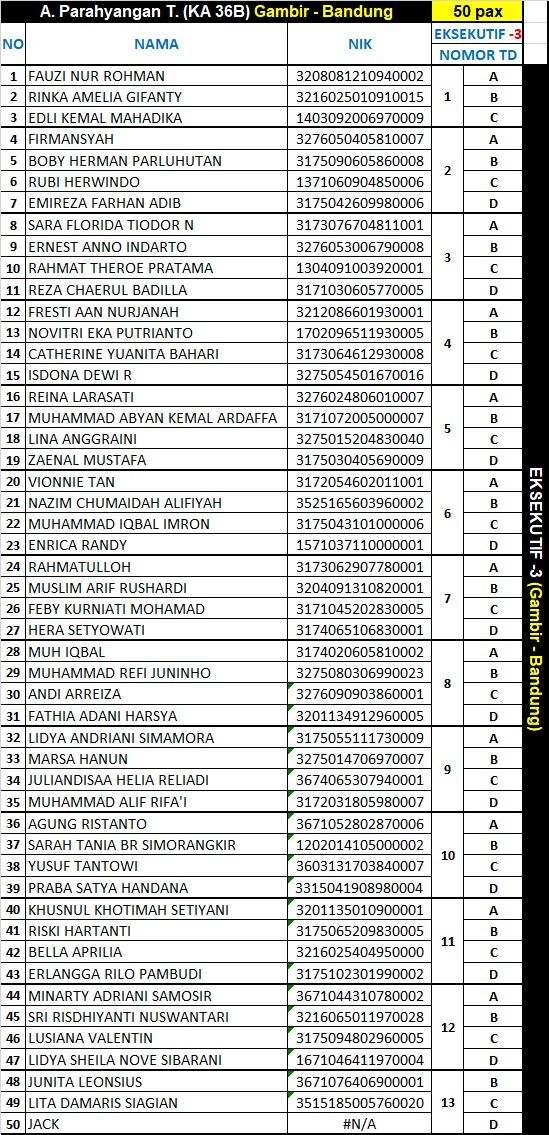 A. Parahyangan T. (KA 36B) Gambir - Bandung 50 pax
NO NAMA NIK EKSEKUTIF -3
NOMOR TD
1 FAUZI NUR ROHMAN 3208081210940002 1 A
2 RINKA AMELIA GIFANTY 3216025010910015 B
3 EDLI KEMAL MAHADIKA 1403092006970009 C
4 FIRMANSYAH 3276050405810007 2 A
5 BOBY HERMAN PARLUHUTAN 3175090605860008 B
6 RUBI HERWINDO 1371060904850006 C
7 EMIREZA FARHAN ADIB 3175042609980006 D
8 SARA FLORIDA TIODOR N 3173076704811001 3 A
9 ERNEST ANNO INDARTO 3276053006790008 B
10 RAHMAT THEROE PRATAMA 1304091003920001 C
11 REZA CHAERUL BADILLA 3171030605770005 D
12 FRESTI AAN NURJANAH 3212086601930001 4 A
13 NOVITRI EKA PUTRIANTO 1702096511930005 B
14 CATHERINE YUANITA BAHARI 3173064612930008 C
15 ISDONA DEWI R 3275054501670016 D
16 REINA LARASATI 3276024806010007 5 A
17 MUHAMMAD ABYAN KEMAL ARDAFFA 3171072005000007 B
18 LINA ANGGRAINI 3275015204830040 C
19 ZAENAL MUSTAFA 3175030405690009 D
20 VIONNIE TAN 3172054602011001 6 A
21 NAZIM CHUMAIDAH ALIFIYAH 3525165603960002 B
22 MUHAMMAD IQBAL IMRON 3175043101000006 C
23 ENRICA RANDY 1571037110000001 D
24 RAHMATULLOH 3173062907780001 7 A
25 MUSLIM ARIF RUSHARDI 3204091310820001 B
26 FEBY KURNIATI MOHAMAD 3171045202830005 C
27 HERA SETYOWATI 3174065106830001 D
28 MUH IQBAL 3174020605810002 8 A
29 MUHAMMAD REFI JUNINHO 3275080306990023 B
30 ANDI ARREIZA 3276090903860001 C
31 FATHIA ADANI HARSYA 3201134912960005 D
32 LIDYA ANDRIANI SIMAMORA 3175055111730009 9 A
33 MARSA HANUN 3275014706970007 B
34 JULIANDISAA HELIA RELIADI 3674065307940001 C
35 MUHAMMAD ALIF RIFA'I 3172031805980007 D
36 AGUNG RISTANTO 3671052802870006 10 A
37 SARAH TANIA BR SIMORANGKIR 1202014105000002 B
38 YUSUF TANTOWI 3603131703840007 C
39 PRABA SATYA HANDANA 3315041908980004 D
40 KHUSNUL KHOTIMAH SETIYANI 3201135010900001 11 A
41 RISKI HARTANTI 3175065209830005 B
42 BELLA APRILIA 3216025404950000 C
43 ERLANGGA RILO PAMBUDI 3175102301990002 D
44 MINARTY ADRIANI SAMOSIR 3671044310780002 12 A
45 SRI RISDHIYANTI NUSWANTARI 3216065011970028 B
46 LUSIANA VALENTIN 3175094802960005 C
47 LIDYA SHEILA NOVE SIBARANI 1671046411970004 D
48 JUNITA LEONSIUS 3671076406900001 13 B
49 LITA DAMARIS SIAGIAN 3515185005760020 C
50 JACK #N/A D
EKSEKUTIF -3 (Gambir - Bandung)